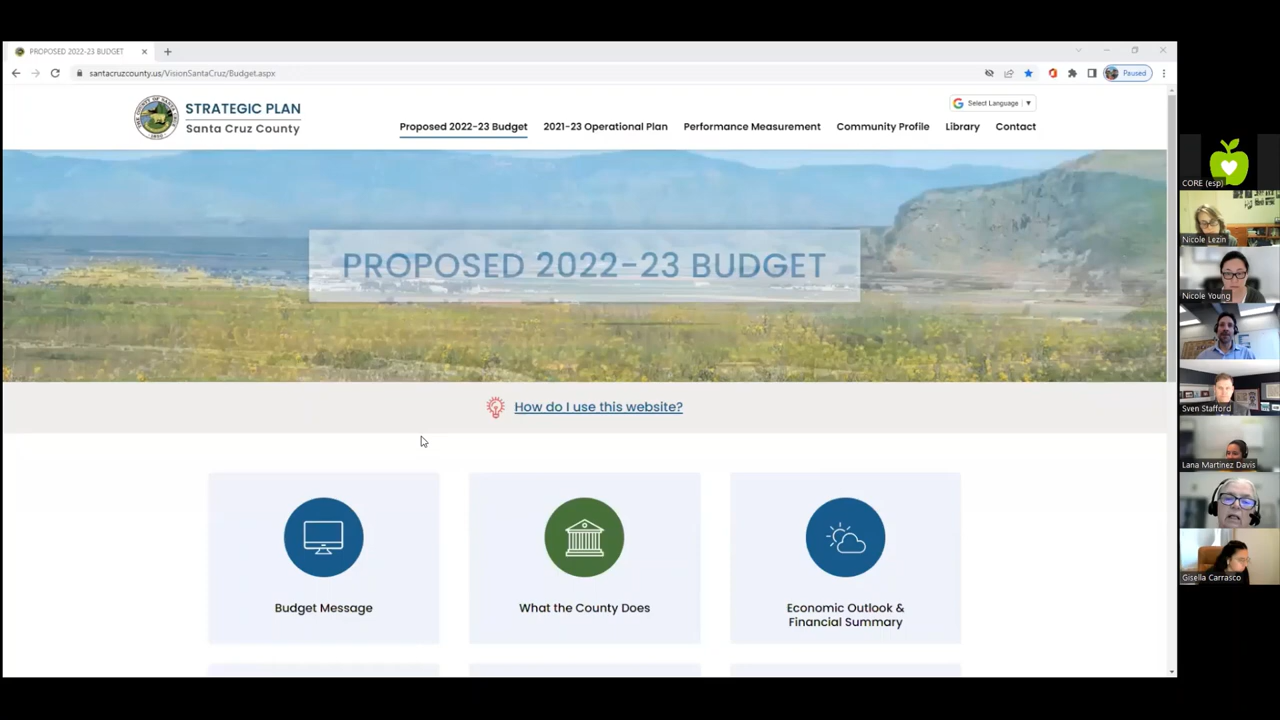 PROPOSED 2022-23 BUDGET
santacruzcounty.us/VisionSantaCruz/Budget.aspx
Paused
STRATEGIC PLAN
Santa Cruz County
Select Language
Proposed 2022-23 Budget
2021-23 Operational Plan
Performance Measurement
Community Profile
Library
Contact
PROPOSED 2022-23 BUDGET
How do I use this website?
Budget Message
What the County Does
Economic Outlook &
Financial Summary
CORE (esp)
Nicole Lezin
Nicole Young
Sven Stafford
Lana Martinez Davis
Gisella Carrasco